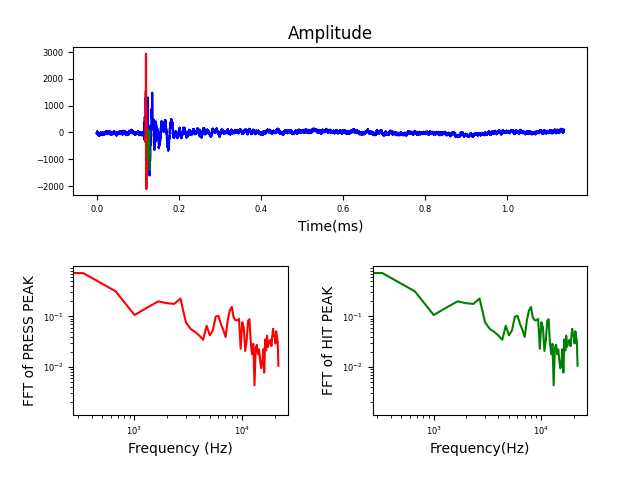 Amplitude
3000
2000
1000
0
−1000
−2000
0.0 0.2 0.4 0.6 0.8 1.0
Time(ms)
FFT of PRESS PEAK
10⁻¹
10⁻²
10³ 10⁴
Frequency (Hz)
FFT of HIT PEAK
10⁻¹
10⁻²
10³ 10⁴
Frequency(Hz)